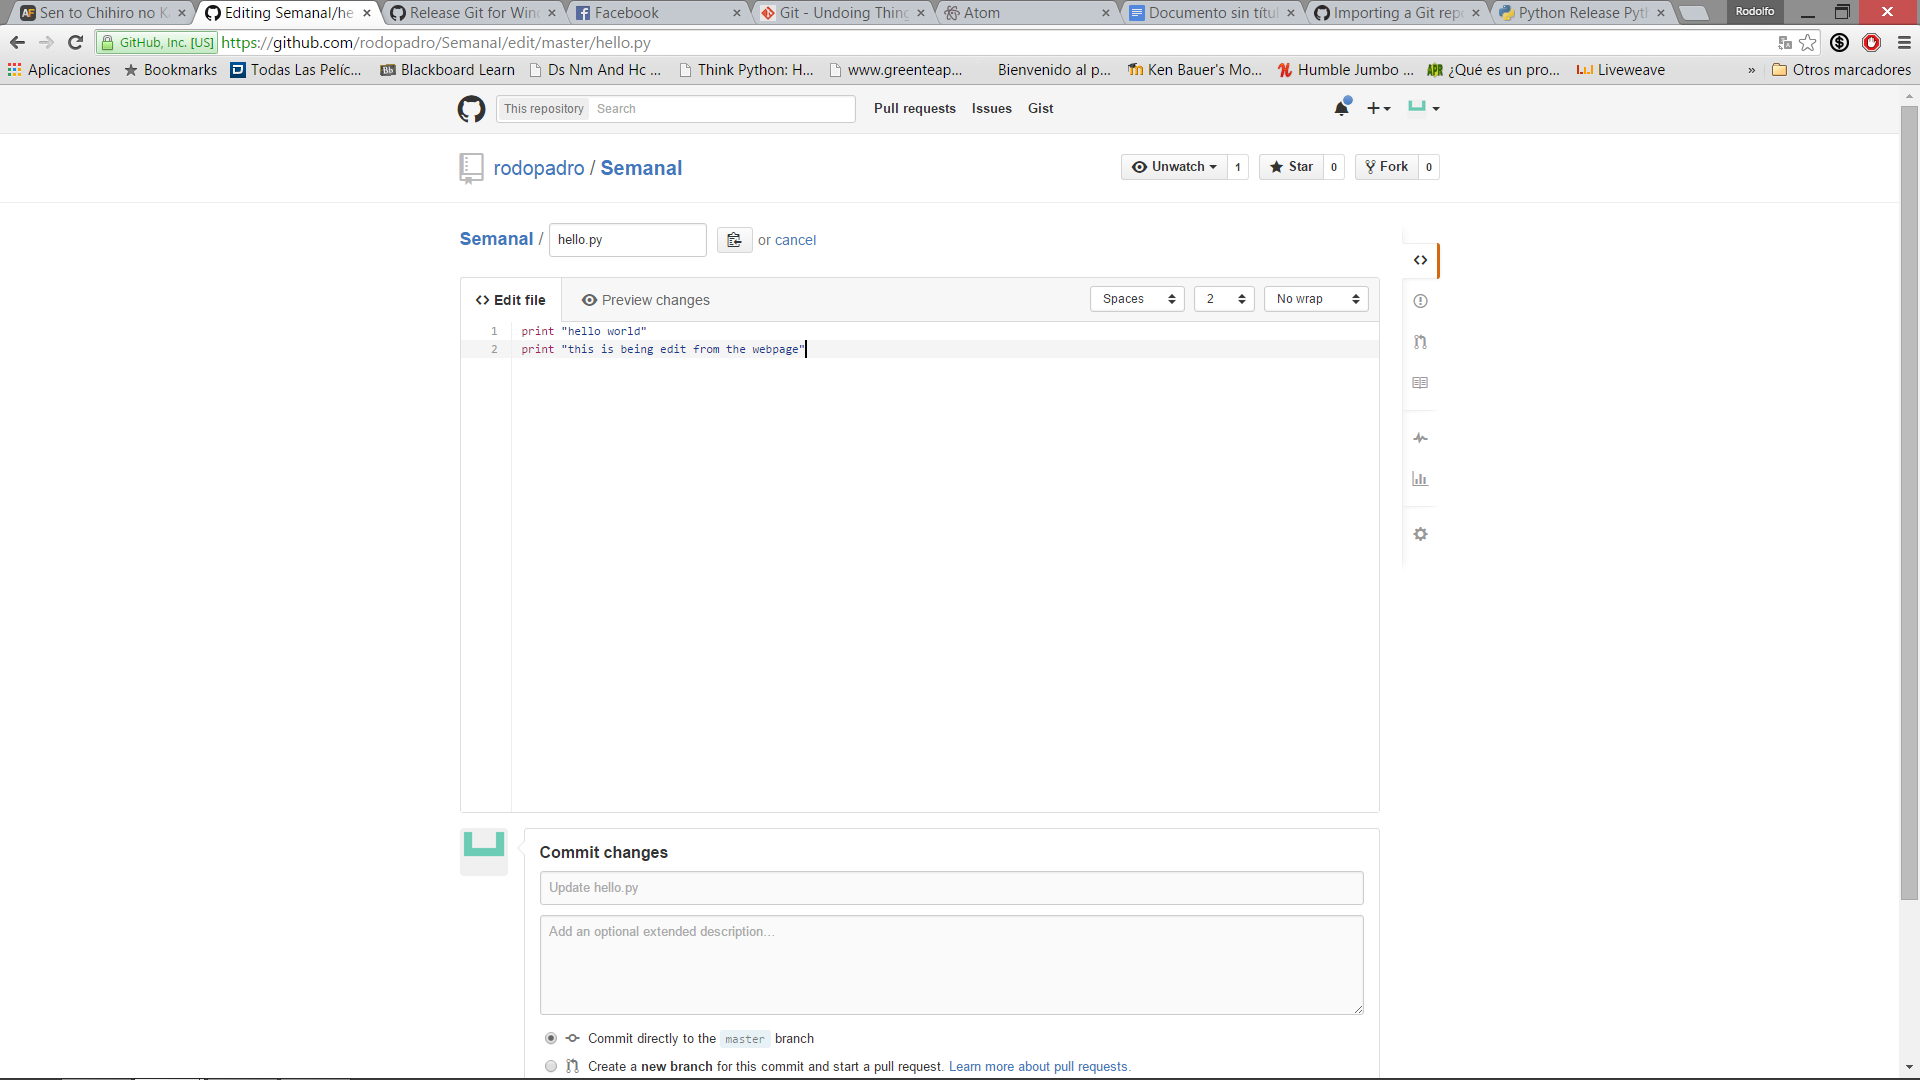 Sen to Chihiro no K
Editing Semanal/he
Release Git for Win
Facebook
Git - Undoing Thing
Atom
Documento sin títul
Importing a Git repo
Python Release Pyt
Rodolfo
GitHub, Inc. [US]
https://github.com/rodopadro/Semanal/edit/master/hello.py
Aplicaciones
Bookmarks
Todas Las Pelíc...
Blackboard Learn
Ds Nm And Hc ...
Think Python: H...
www.greenteap...
Bienvenido al p...
Ken Bauer's Mo...
Humble Jumbo ...
¿Qué es un pro...
Liveweave
»
Otros marcadores
This repository
Search
Pull requests
Issues
Gist
rodopadro / Semanal
Unwatch
1
Star
0
Fork
0
Semanal /
hello.py
or cancel
Edit file
Preview changes
Spaces
2
No wrap
1
print "hello world"
2
print "this is being edit from the webpage"
Commit changes
Update hello.py
Add an optional extended description...
Commit directly to the master branch
Create a new branch for this commit and start a pull request. Learn more about pull requests.